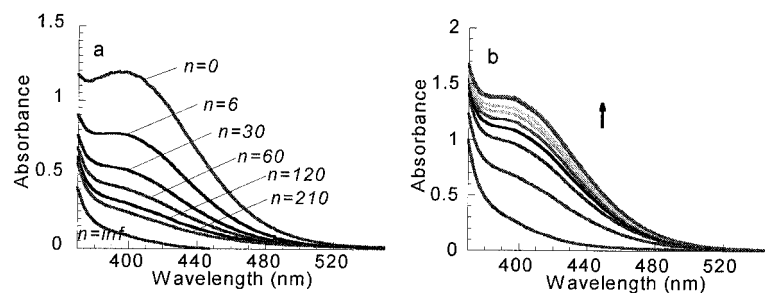 1.5
a
1
0.5
0
Absorbance
n=0
n=6
n=30
n=60
n=120
n=210
n=inf
400
440
480
520
Wavelength (nm)
2
b
1.5
1
0.5
0
Absorbance
400
440
480
520
Wavelength (nm)